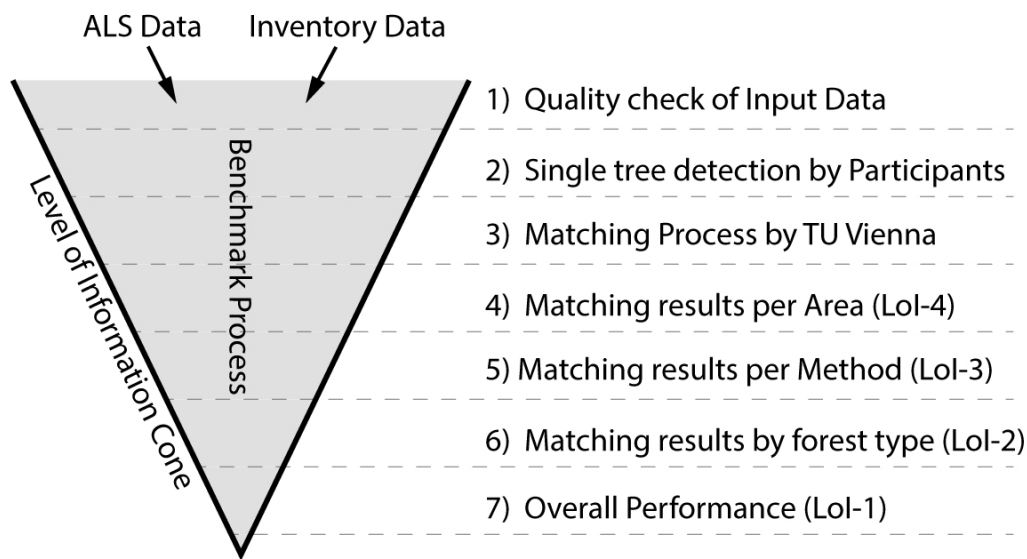 ALS Data
Inventory Data
Level of Information Cone
Benchmark Process
1) Quality check of Input Data
2) Single tree detection by Participants
3) Matching Process by TU Vienna
4) Matching results per Area (LoI-4)
5) Matching results per Method (LoI-3)
6) Matching results by forest type (LoI-2)
7) Overall Performance (LoI-1)